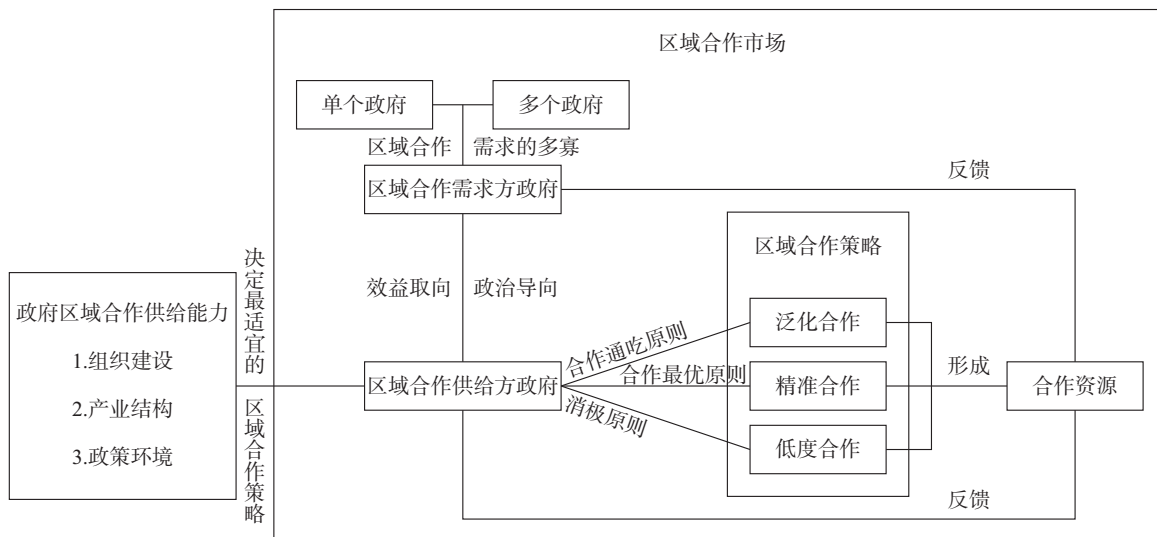 区域合作市场
单个政府
多个政府
区域合作
需求的多寡
区域合作需求方政府
反馈
效益取向
政治导向
决定最适宜的
区域合作策略
政府区域合作供给能力
1.组织建设
2.产业结构
3.政策环境
区域合作供给方政府
合作通吃原则
合作最优原则
消极原则
区域合作策略
泛化合作
精准合作
低度合作
形成
合作资源
反馈